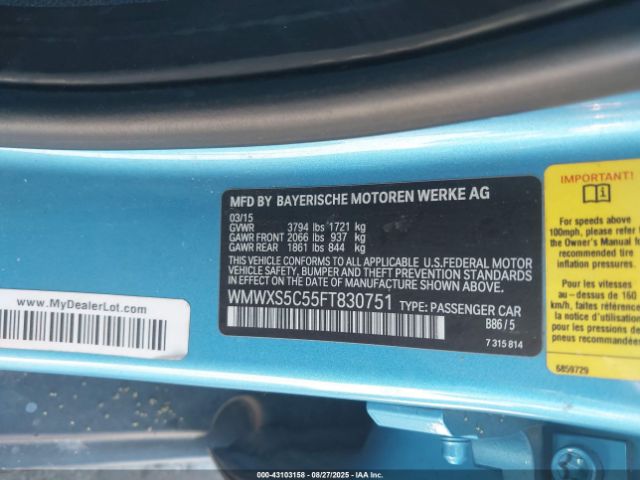 MFD BY BAYERISCHE MOTOREN WERKE AG
03/15
GVWR 3794 lbs 1721 kg
GAWR FRONT 2066 lbs 937 kg
GAWR REAR 1861 lbs 844 kg
THIS VEHICLE CONFORMS TO ALL APPLICABLE U.S.FEDERAL MOTOR
VEHICLE SAFETY, BUMPER AND THEFT PREVENTION STANDARDS
IN EFFECT ON THE DATE OF MANUFACTURE SHOWN ABOVE.
WMWXS5C55FT830751 TYPE: PASSENGER CAR
B86 / 5
7 315 814
IMPORTANT!
For speeds above
100mph, please refer to
the Owner's Manual for
recommended tire
inflation pressures.
Pour les vitesses
au-dessus de 160
km/h, faites référence
à la notice d'utilisation
pour les pressions de
pneus recommandées.
6859729
www.MyDealerLot.com
000-43103158 - 08/27/2025 - IAA Inc.